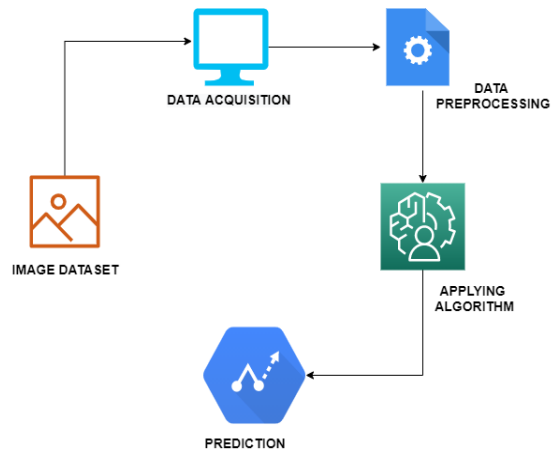 DATA ACQUISITION
DATA
PREPROCESSING
IMAGE DATASET
APPLYING
ALGORITHM
PREDICTION